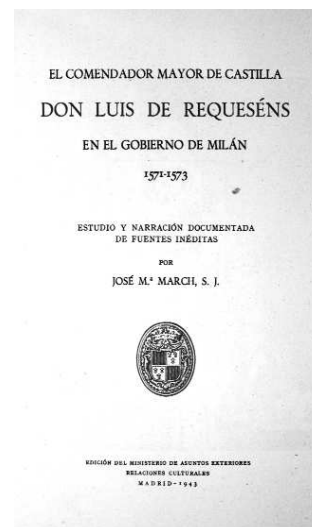 EL COMENDADOR MAYOR DE CASTILLA
DON LUIS DE REQUESÉNS
EN EL GOBIERNO DE MILÁN
1571-1573
ESTUDIO Y NARRACIÓN DOCUMENTADA
DE FUENTES INÉDITAS
POR
JOSÉ M.ª MARCH, S. J.
EDICIÓN DEL MINISTERIO DE ASUNTOS EXTERIORES
RELACIONES CULTURALES
MADRID-1943